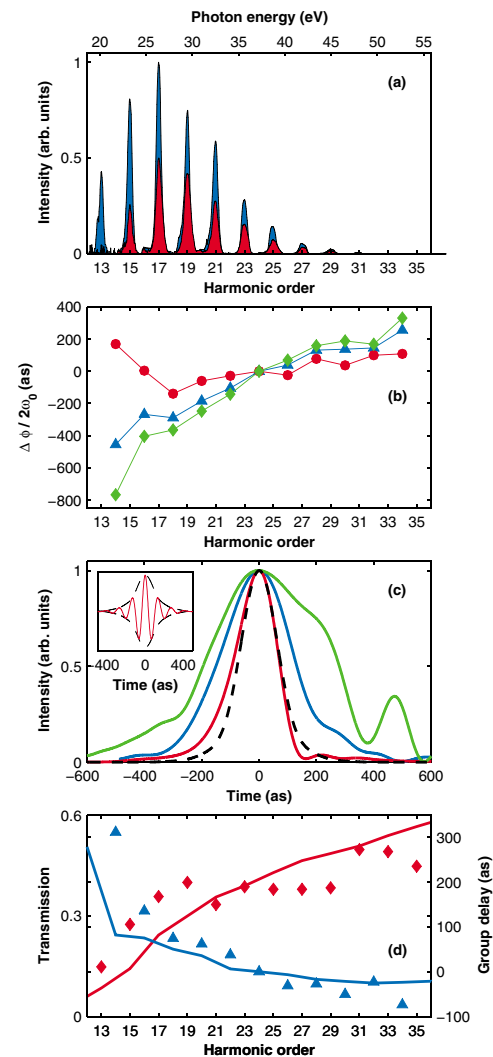 Photon energy (eV)
20 25 30 35 40 45 50 55
Intensity (arb. units)
1
0.5
0
(a)
13 15 17 19 21 23 25 27 29 31 33 35
Harmonic order
Δ ϕ / 2ω0 (as)
400
200
0
−200
−400
−600
−800
(b)
13 15 17 19 21 23 25 27 29 31 33 35
Harmonic order
Intensity (arb. units)
1
0.5
0
(c)
−400 0 400
Time (as)
−600 −400 −200 0 200 400 600
Time (as)
Transmission
0.6
0.3
0
(d)
300
200
100
0
−100
Group delay (as)
13 15 17 19 21 23 25 27 29 31 33 35
Harmonic order